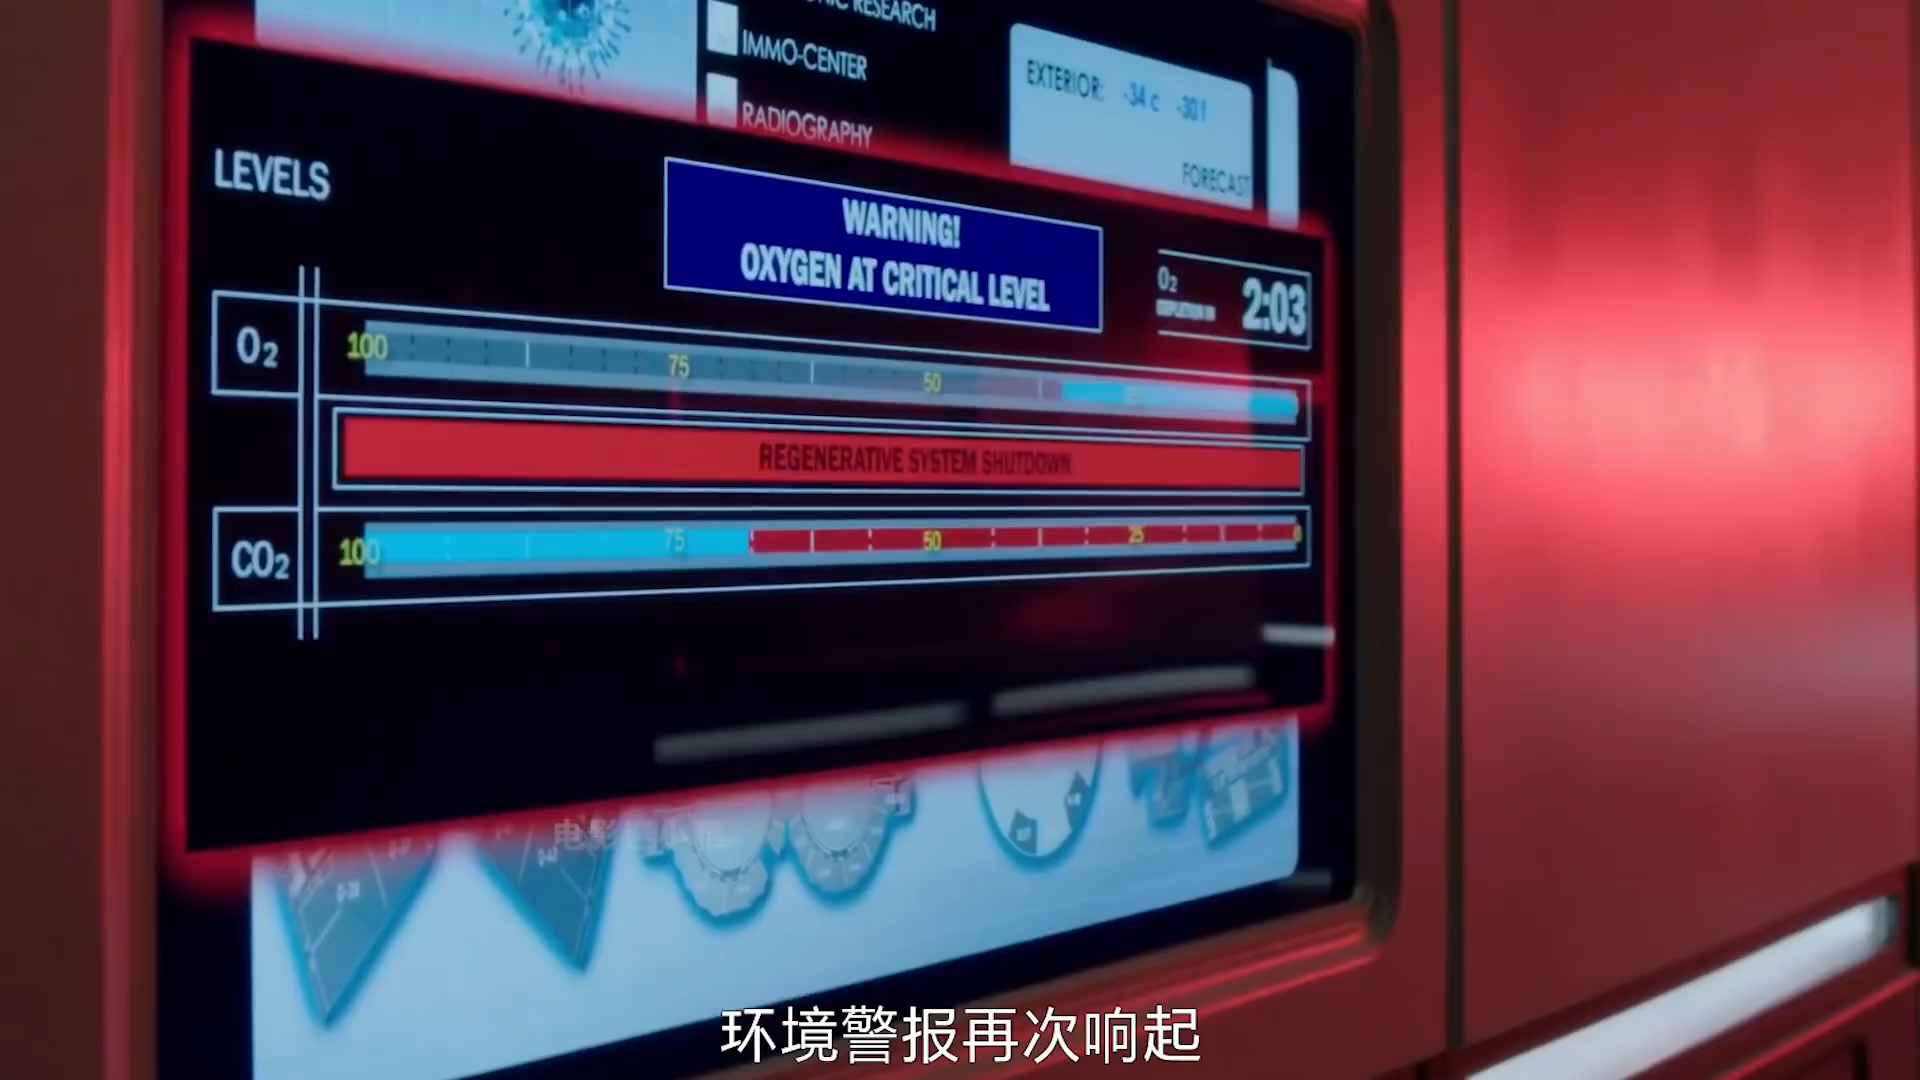 RESEARCH
IMMO-CENTER
RADIOGRAPHY
EXTERIOR: -34 c -30 f
FORECAST
LEVELS
WARNING!
OXYGEN AT CRITICAL LEVEL
O2
DEPLETION IN
2:03
O2
100 75 50
REGENERATIVE SYSTEM SHUTDOWN
CO2
100 75 50 25 0
环境警报再次响起